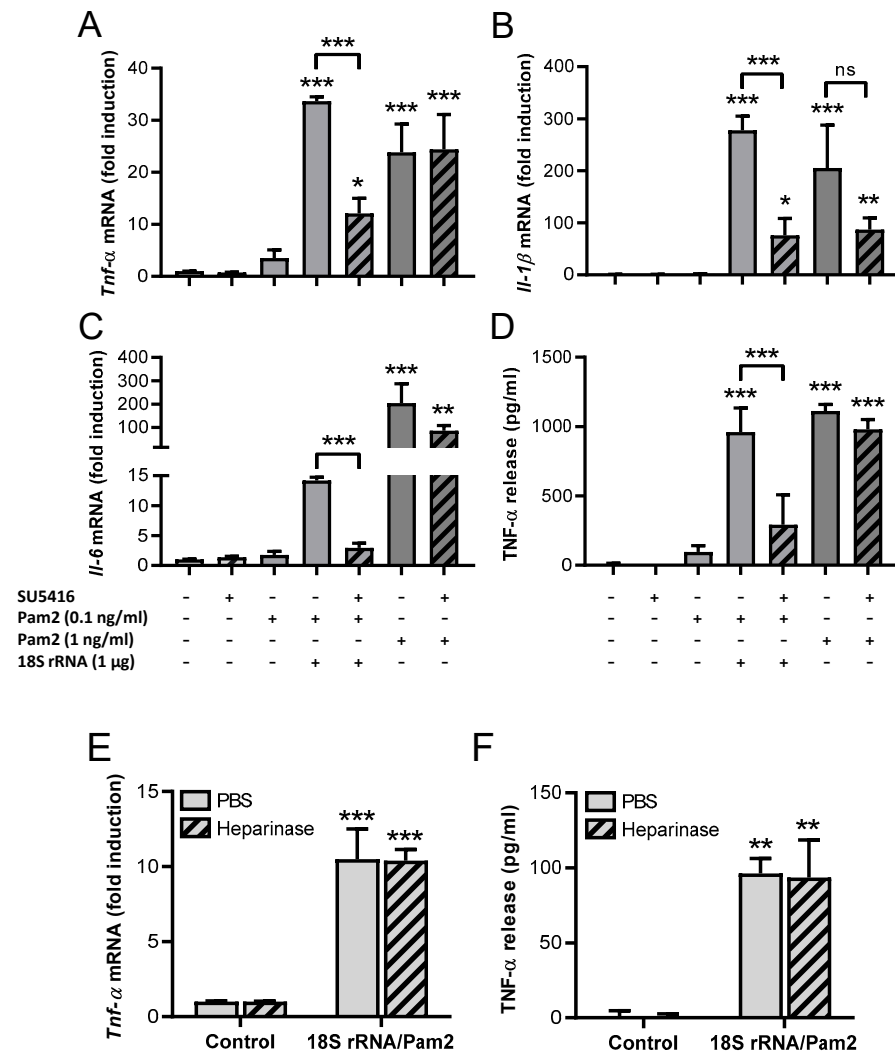 A
Tnf-α mRNA (fold induction)
40
30
20
10
0
***
***
*
***
***
B
Il-1β mRNA (fold induction)
400
300
200
100
0
***
***
*
ns
***
**
C
Il-6 mRNA (fold induction)
400
300
200
100
15
10
5
0
***
***
**
D
TNF-α release (pg/ml)
1500
1000
500
0
***
***
***
***
SU5416 - + - - + - + - + - - + - +
Pam2 (0.1 ng/ml) - - + + + - - - - + + + - -
Pam2 (1 ng/ml) - - - - - + + - - - - - + +
18S rRNA (1 µg) - - - + + - - - - - + + - -
E
Tnf-α mRNA (fold induction)
15
10
5
0
PBS
Heparinase
***
***
Control 18S rRNA/Pam2
F
TNF-α release (pg/ml)
150
100
50
0
PBS
Heparinase
**
**
Control 18S rRNA/Pam2